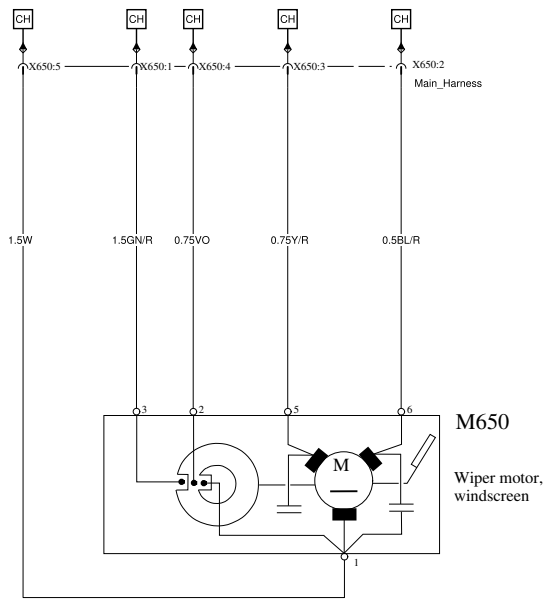 CH CH CH CH CH
X650:5 X650:1 X650:4 X650:3 X650:2
Main_Harness
1.5W 1.5GN/R 0.75VO 0.75Y/R 0.5BL/R
3 2 5 6
M650
M
Wiper motor,
windscreen
1